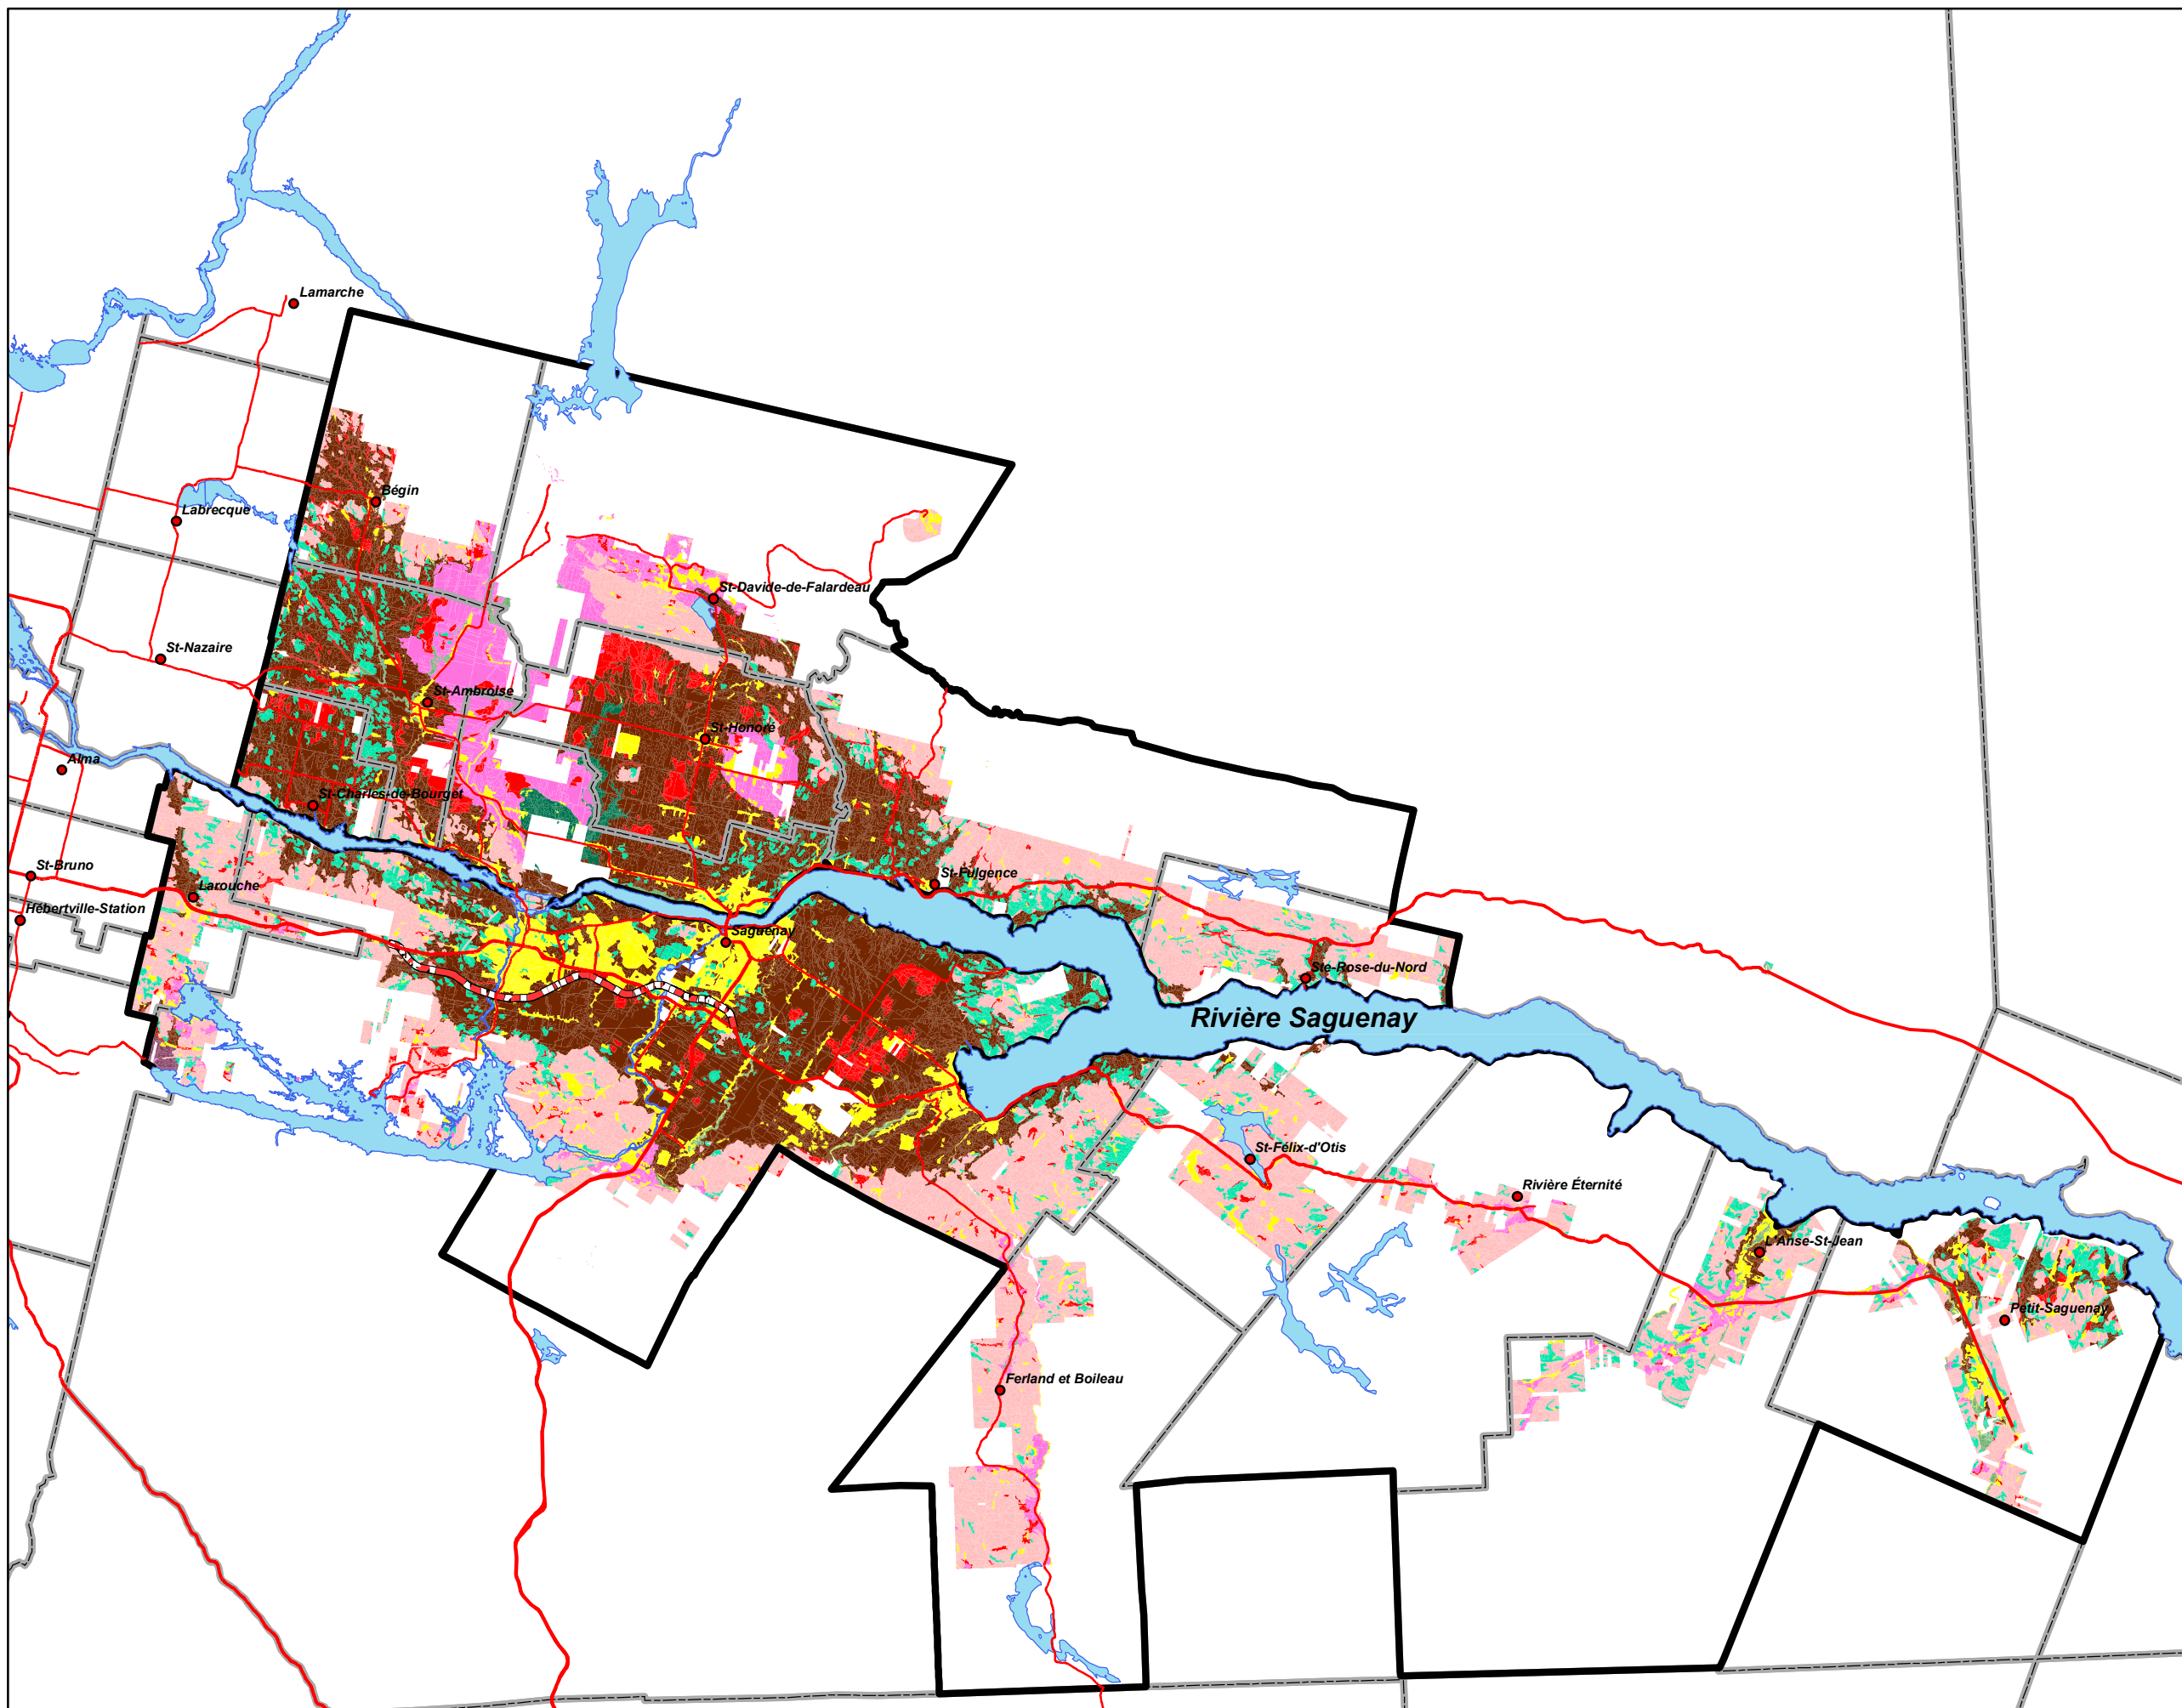 Lamarche
Bégin
Labrecque
St-Davide-de-Falardeau
St-Nazaire
St-Ambroise
St-Honoré
Alma
St-Charles-de-Bourget
St-Bruno
St-Fulgence
Larouche
Hébertville-Station
Saguenay
Ste-Rose-du-Nord
Rivière Saguenay
St-Félix-d'Otis
Rivière Éternité
L'Anse-St-Jean
Petit-Saguenay
Ferland et Boileau